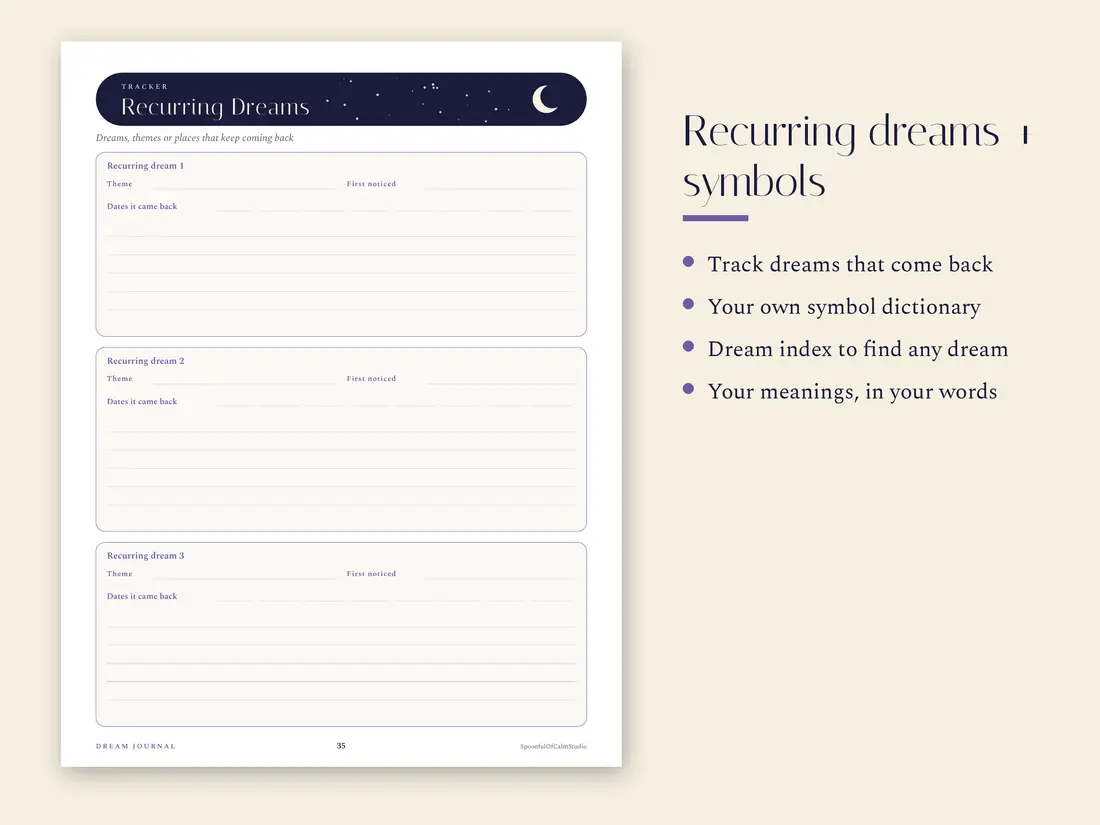 TRACKER
Recurring Dreams
Dreams, themes or places that keep coming back
Recurring dream 1
Theme First noticed
Dates it came back
Recurring dream 2
Theme First noticed
Dates it came back
Recurring dream 3
Theme First noticed
Dates it came back
DREAM JOURNAL 35 SpoonfulOfCalmStudio
Recurring dreams +
symbols
Track dreams that come back
Your own symbol dictionary
Dream index to find any dream
Your meanings, in your words